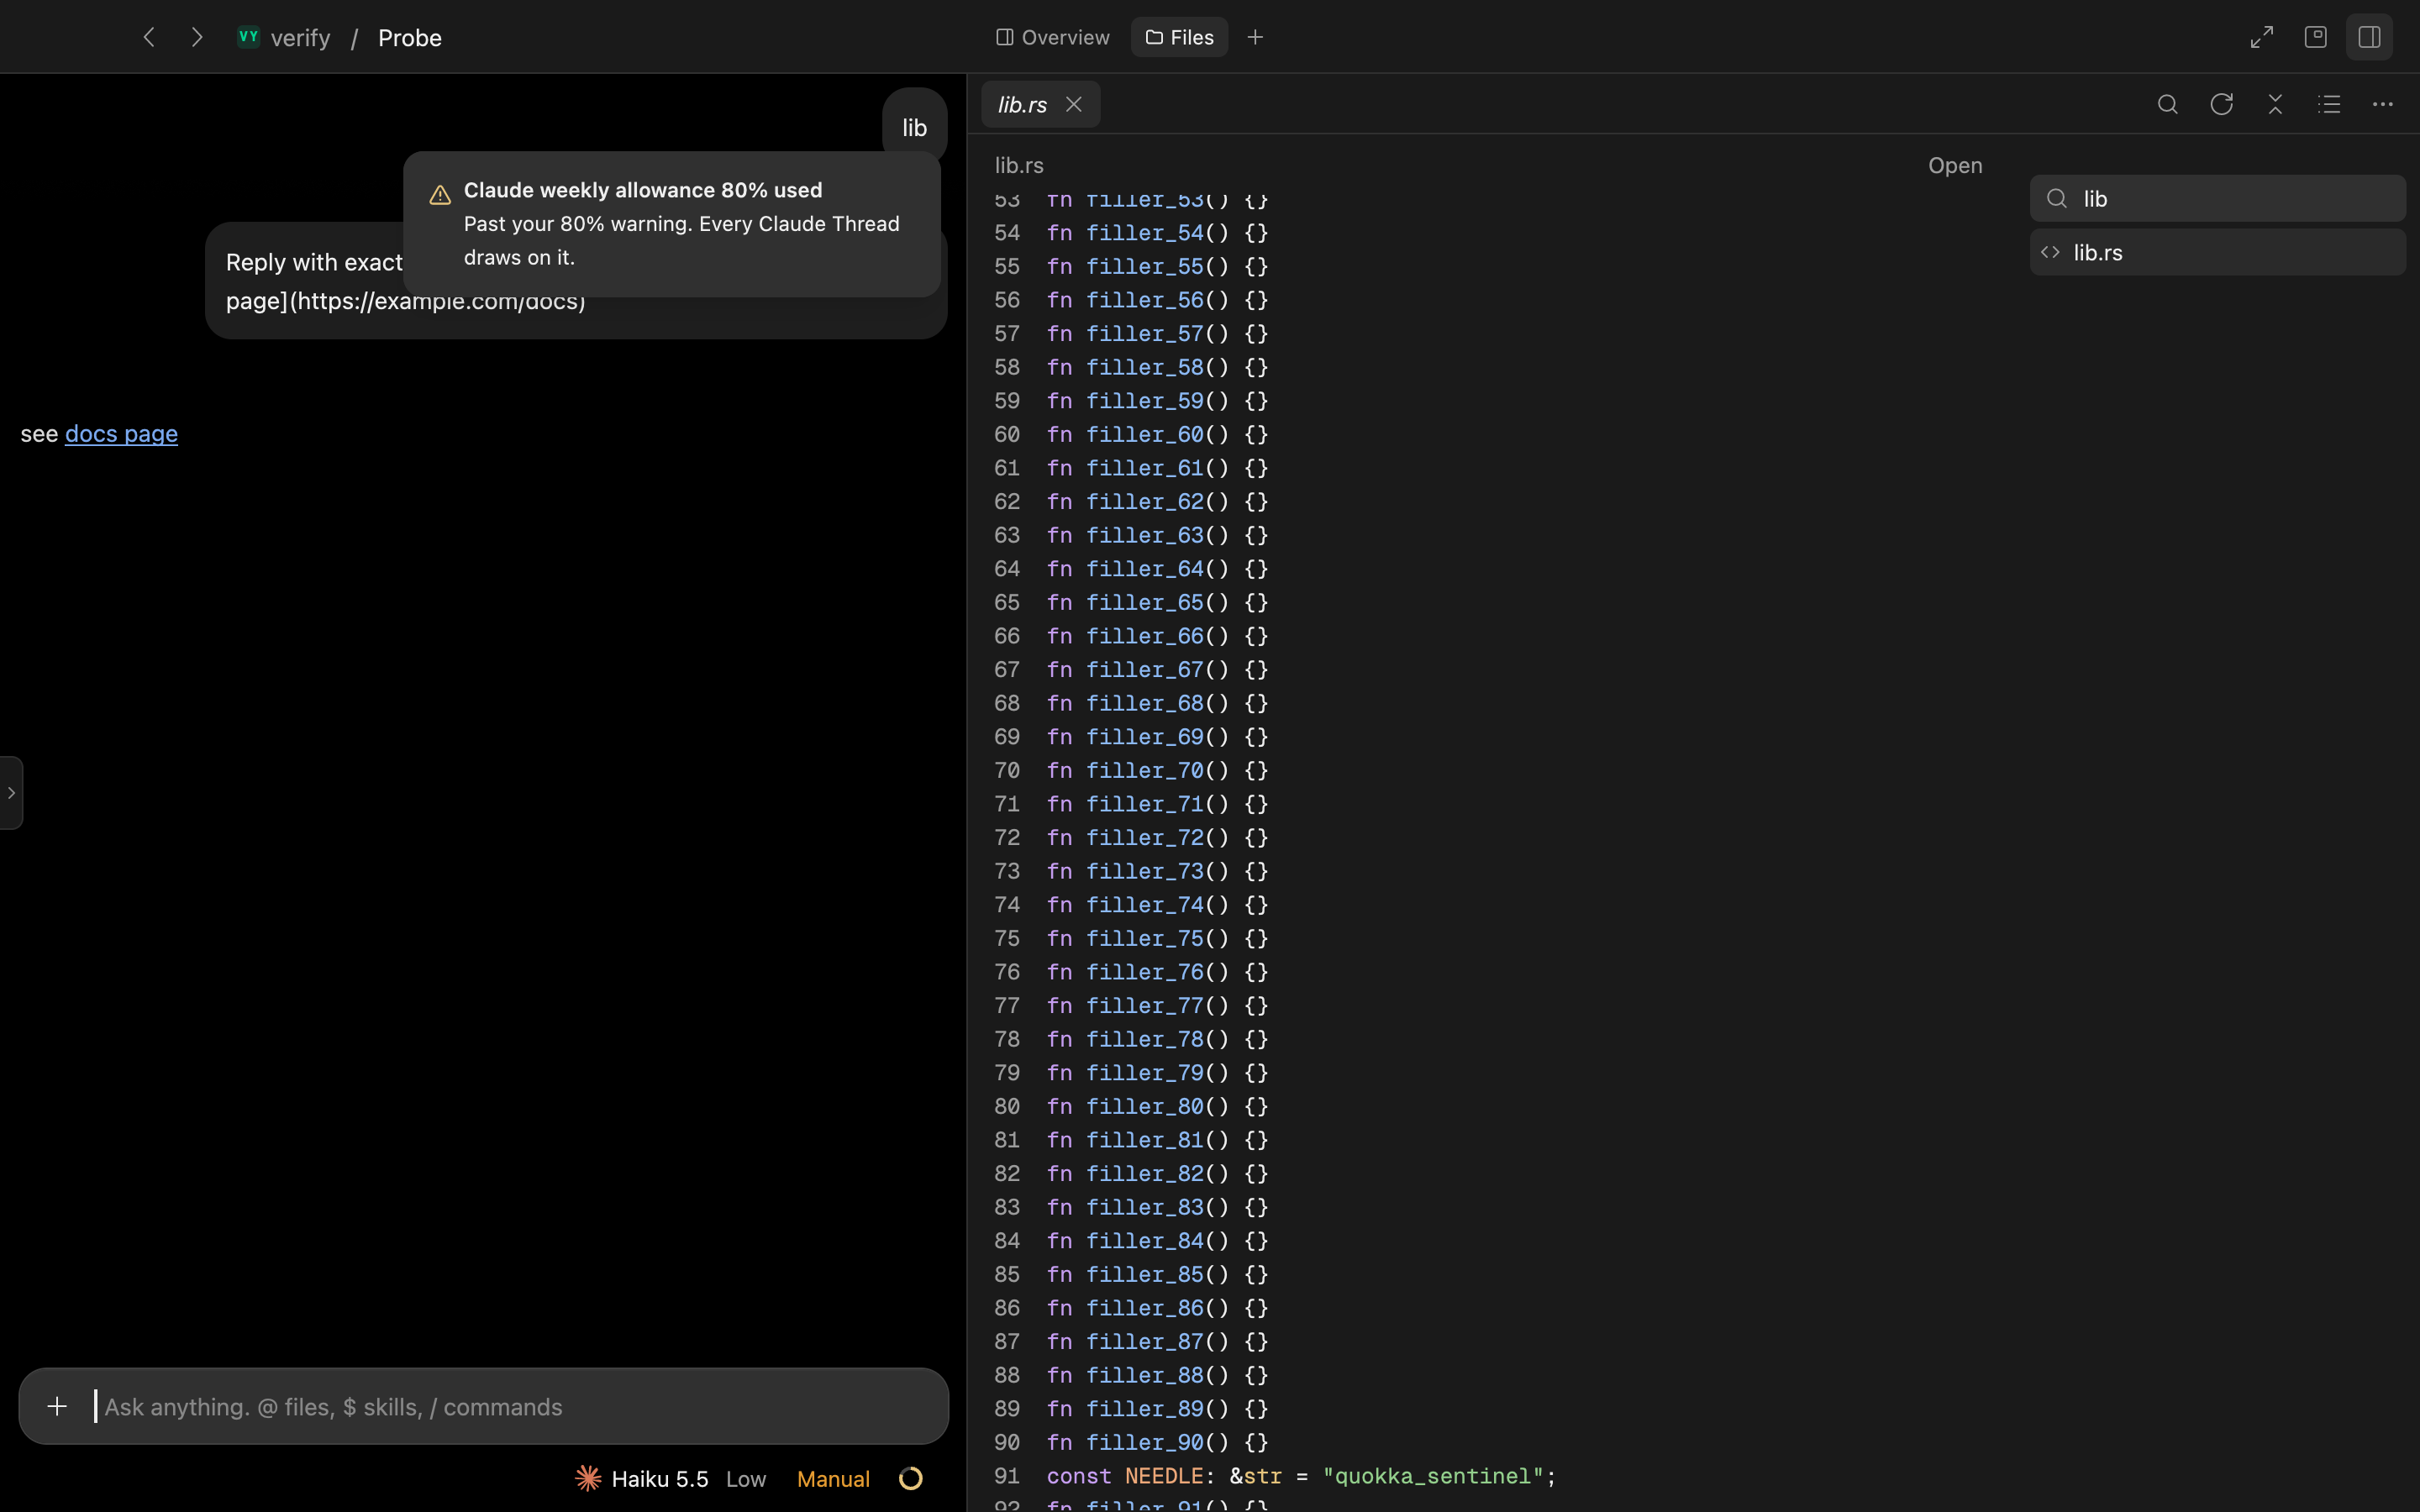 VY verify / Probe
Overview
Files
lib
Claude weekly allowance 80% used
Past your 80% warning. Every Claude Thread
draws on it.
Reply with exact
page](https://example.com/docs)
see docs page
Ask anything. @ files, $ skills, / commands
Haiku 5.5 Low Manual
lib.rs
lib.rs
Open
53 fn filler_53() {}
54 fn filler_54() {}
55 fn filler_55() {}
56 fn filler_56() {}
57 fn filler_57() {}
58 fn filler_58() {}
59 fn filler_59() {}
60 fn filler_60() {}
61 fn filler_61() {}
62 fn filler_62() {}
63 fn filler_63() {}
64 fn filler_64() {}
65 fn filler_65() {}
66 fn filler_66() {}
67 fn filler_67() {}
68 fn filler_68() {}
69 fn filler_69() {}
70 fn filler_70() {}
71 fn filler_71() {}
72 fn filler_72() {}
73 fn filler_73() {}
74 fn filler_74() {}
75 fn filler_75() {}
76 fn filler_76() {}
77 fn filler_77() {}
78 fn filler_78() {}
79 fn filler_79() {}
80 fn filler_80() {}
81 fn filler_81() {}
82 fn filler_82() {}
83 fn filler_83() {}
84 fn filler_84() {}
85 fn filler_85() {}
86 fn filler_86() {}
87 fn filler_87() {}
88 fn filler_88() {}
89 fn filler_89() {}
90 fn filler_90() {}
91 const NEEDLE: &str = "quokka_sentinel";
92 fn filler_91() {}
lib
lib.rs